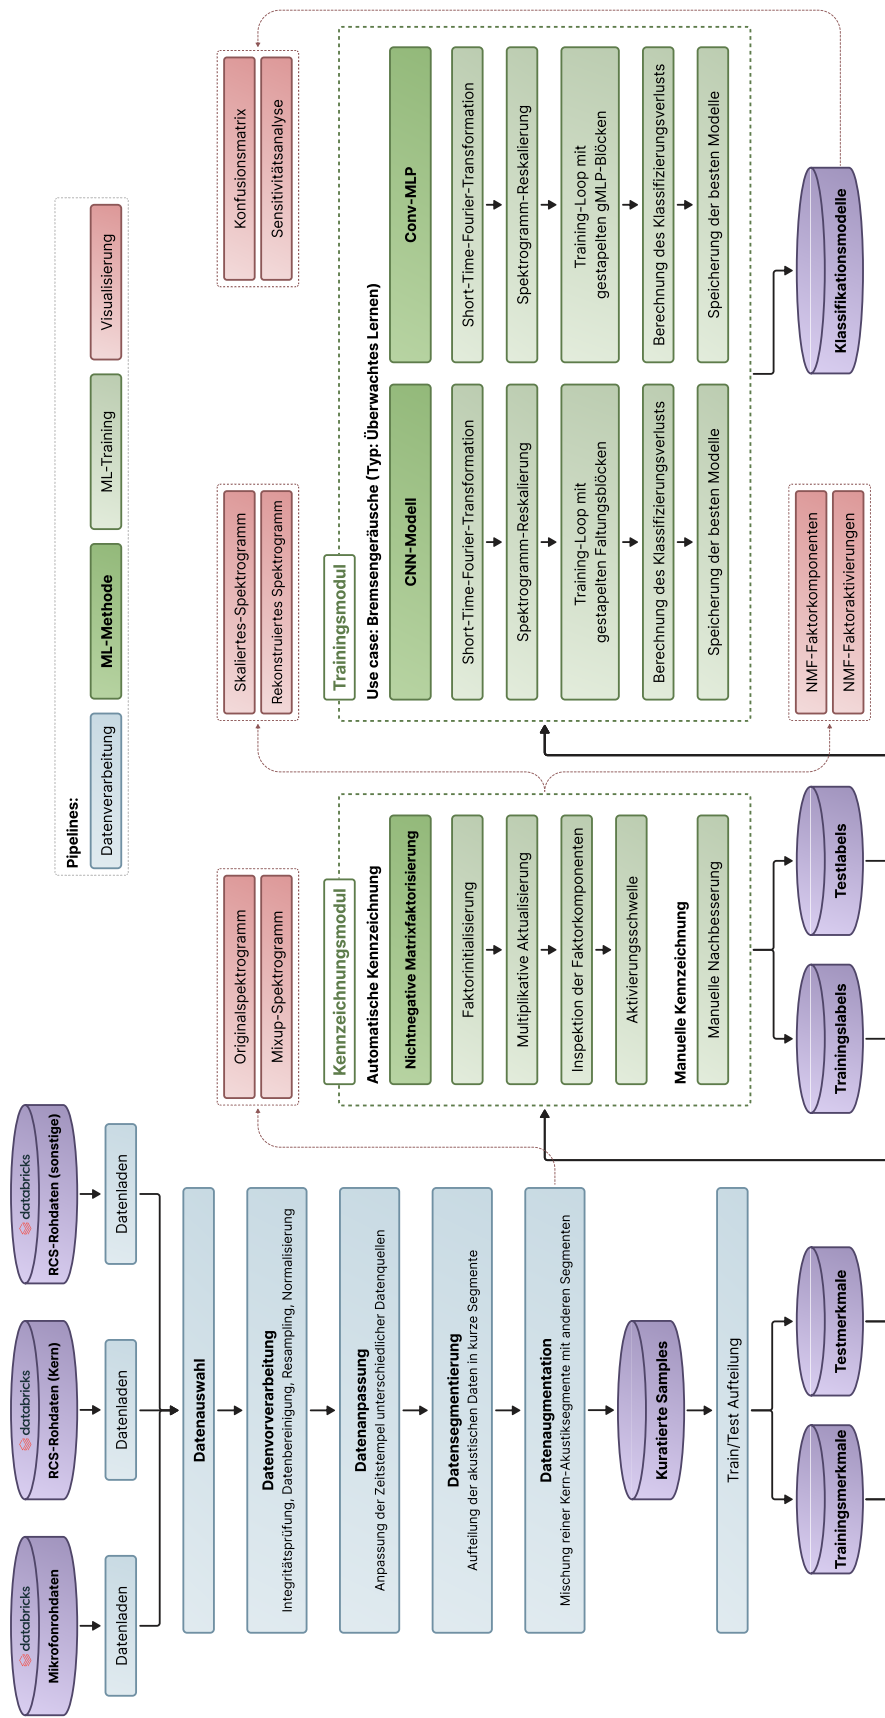 Pipelines:
Datenverarbeitung
ML-Methode
ML-Training
Visualisierung
databricks
Mikrofonrohdaten
databricks
RCS-Rohdaten (Kern)
databricks
RCS-Rohdaten (sonstige)
Datenladen
Datenladen
Datenladen
Datenauswahl
Datenvorverarbeitung
Integritätsprüfung, Datenbereinigung, Resampling, Normalisierung
Datenanpassung
Anpassung der Zeitstempel unterschiedlicher Datenquellen
Datensegmentierung
Aufteilung der akustischen Daten in kurze Segmente
Datenaugmentation
Mischung reiner Kern-Akustiksegmente mit anderen Segmenten
Kuratierte Samples
Train/Test Aufteilung
Trainingsmerkmale
Testmerkmale
Originalspektrogramm
Mixup-Spektrogramm
Kennzeichnungsmodul
Automatische Kennzeichnung
Nichtnegative Matrixfaktorisierung
Faktorinitialisierung
Multiplikative Aktualisierung
Inspektion der Faktorkomponenten
Aktivierungsschwelle
Manuelle Kennzeichnung
Manuelle Nachbesserung
Trainingslabels
Testlabels
Skaliertes-Spektrogramm
Rekonstruiertes Spektrogramm
NMF-Faktorkomponenten
NMF-Faktoraktivierungen
Trainingsmodul
Use case: Bremsengeräusche (Typ: Überwachtes Lernen)
CNN-Modell
Short-Time-Fourier-Transformation
Spektrogramm-Reskalierung
Training-Loop mit
gestapelten Faltungsblöcken
Berechnung des Klassifizierungsverlusts
Speicherung der besten Modelle
Conv-MLP
Short-Time-Fourier-Transformation
Spektrogramm-Reskalierung
Training-Loop mit
gestapelten gMLP-Blöcken
Berechnung des Klassifizierungsverlusts
Speicherung der besten Modelle
Konfusionsmatrix
Sensitivitätsanalyse
Klassifikationsmodelle